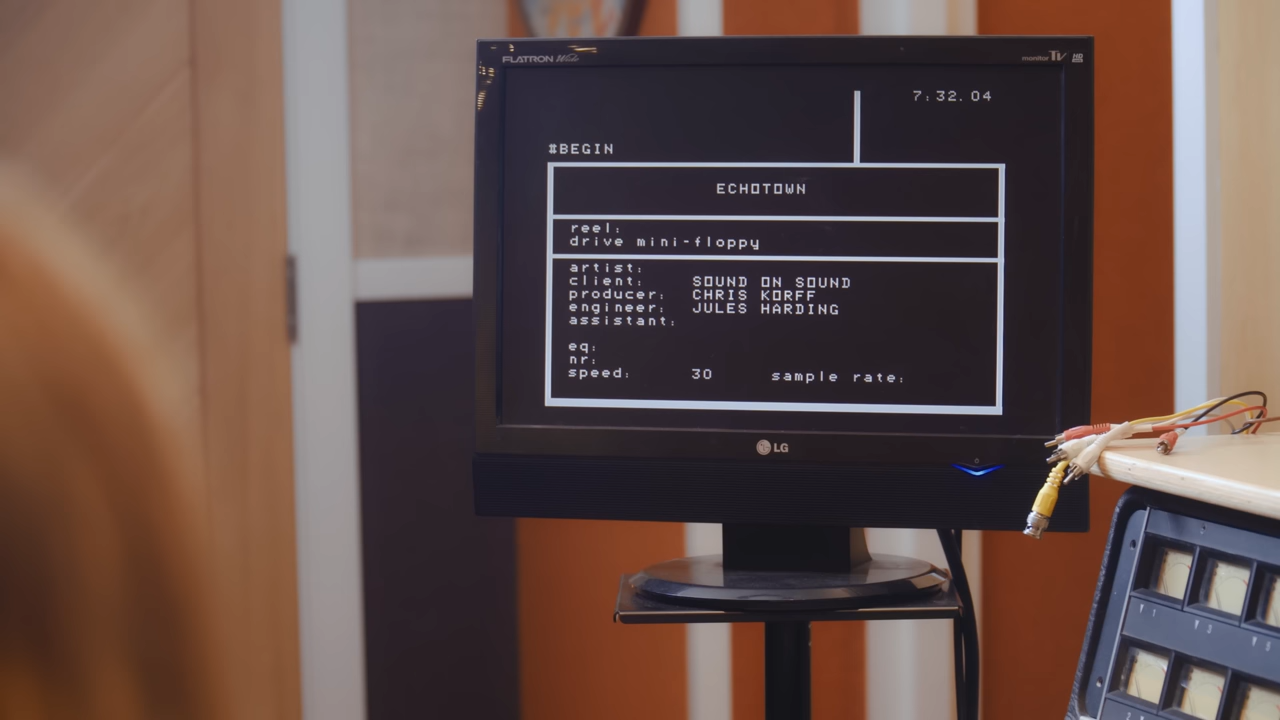 FLATRON Wide
monitor TV HD
7:32.04
#BEGIN
ECHOTOWN
reel:
drive mini-floppy
artist:
client: SOUND ON SOUND
producer: CHRIS KORFF
engineer: JULES HARDING
assistant:
eq:
nr:
speed: 30 sample rate:
LG